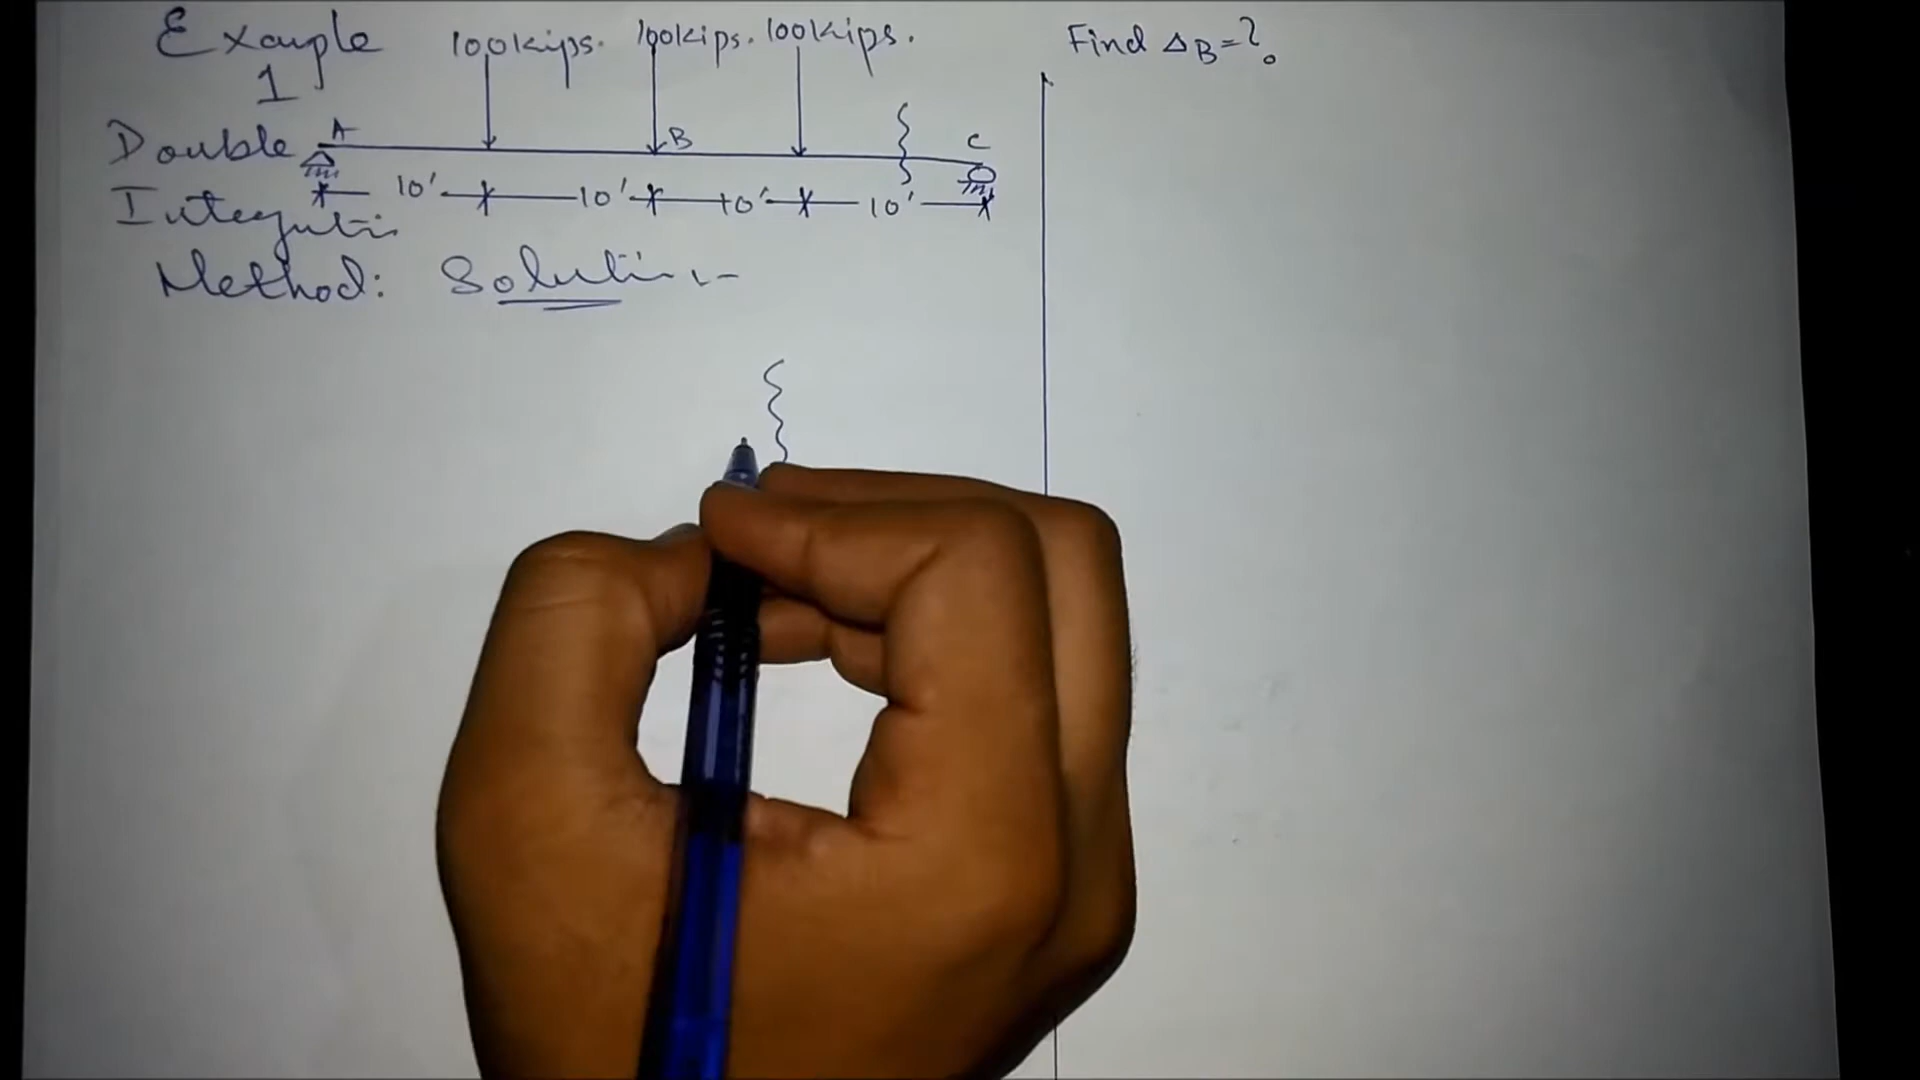 Example 100kips. 100kips. 100kips. Find ΔB=?
1
Double A B C
10' 10' 10' 10'
Integration
Method: Solution:-